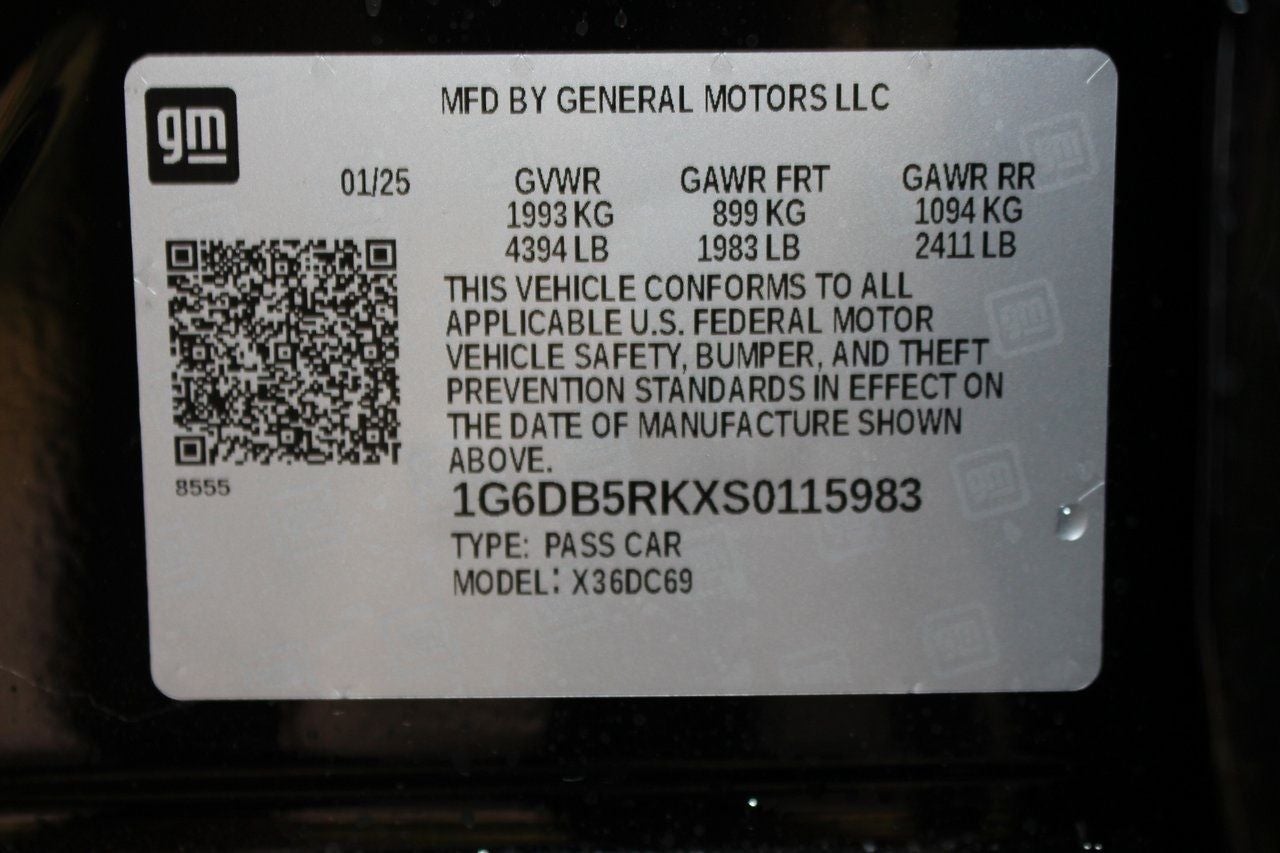 gm
MFD BY GENERAL MOTORS LLC
01/25 GVWR GAWR FRT GAWR RR
1993 KG 899 KG 1094 KG
4394 LB 1983 LB 2411 LB
THIS VEHICLE CONFORMS TO ALL
APPLICABLE U.S. FEDERAL MOTOR
VEHICLE SAFETY, BUMPER, AND THEFT
PREVENTION STANDARDS IN EFFECT ON
THE DATE OF MANUFACTURE SHOWN
ABOVE.
8555
1G6DB5RKXS0115983
TYPE: PASS CAR
MODEL: X36DC69